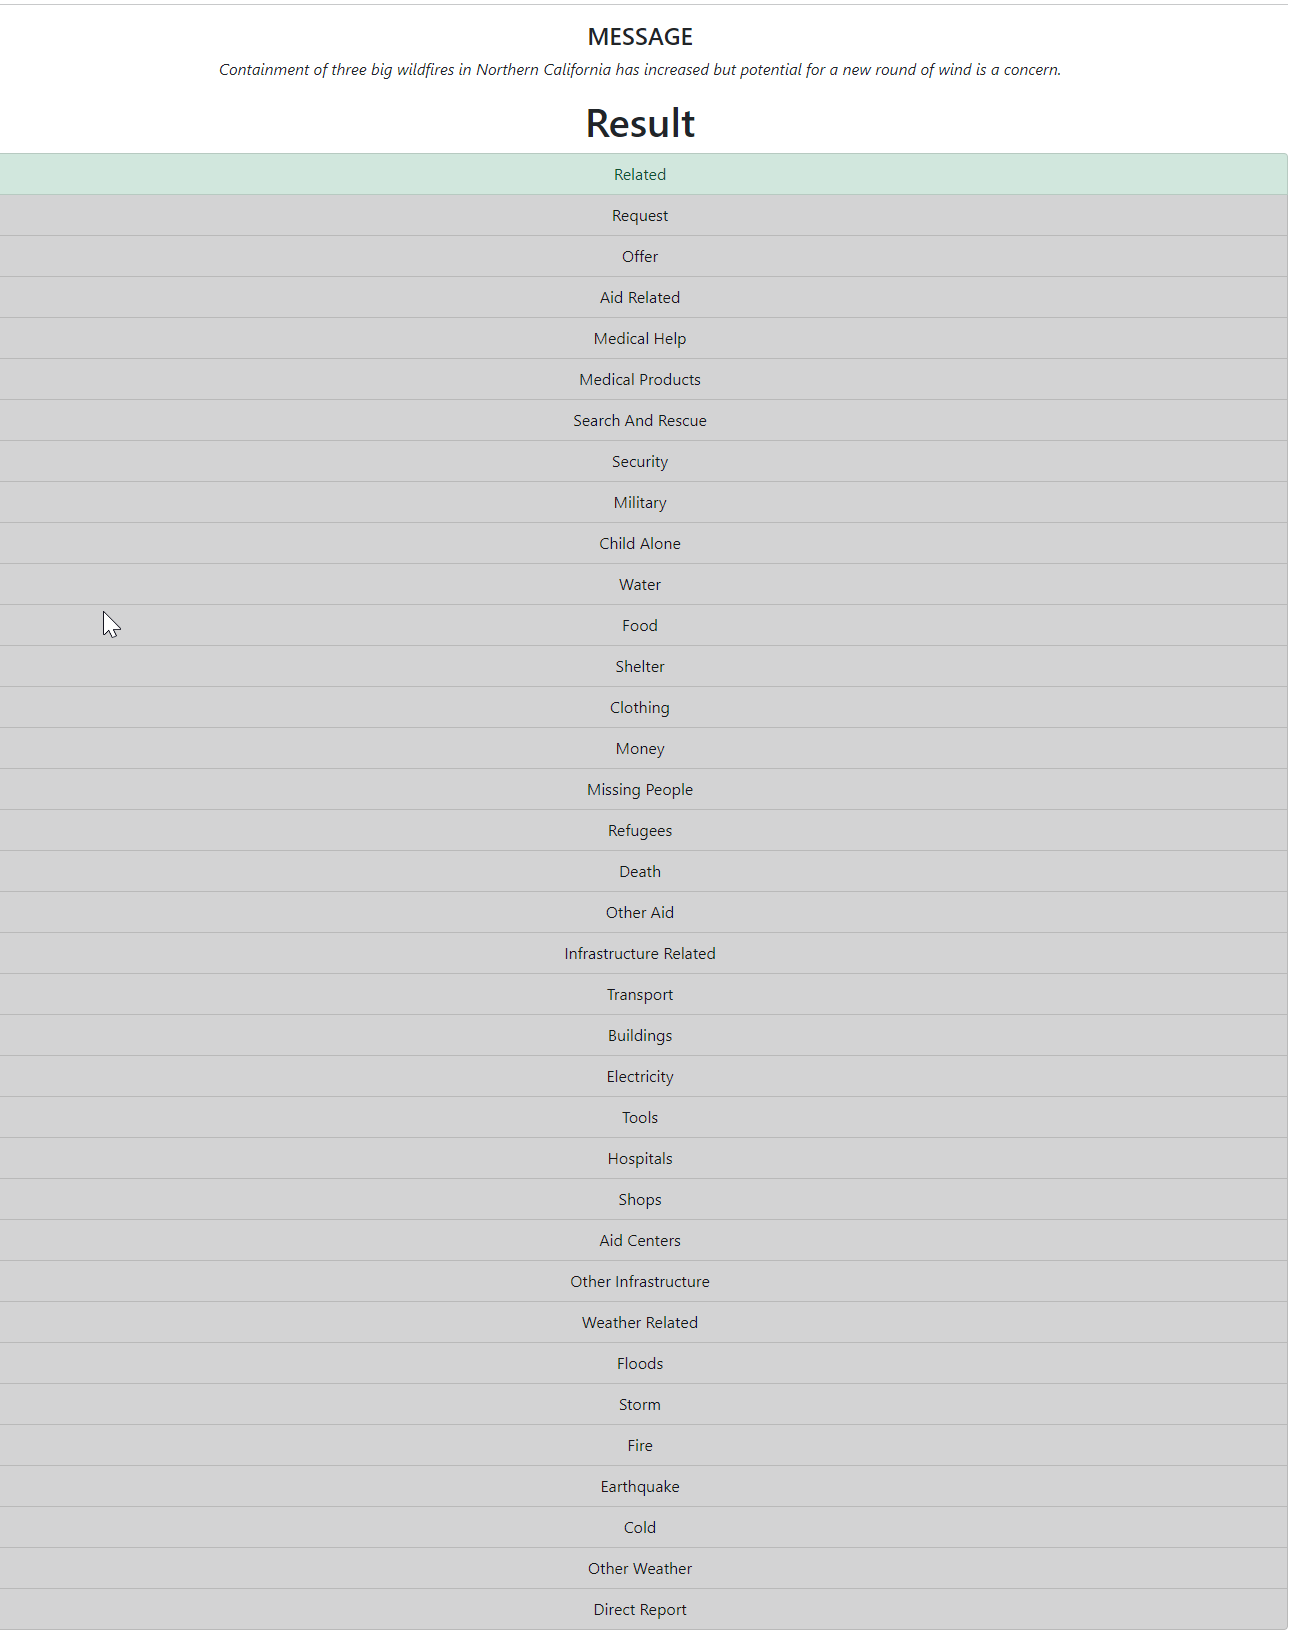 MESSAGE
Containment of three big wildfires in Northern California has increased but potential for a new round of wind is a concern.
Result
Related
Request
Offer
Aid Related
Medical Help
Medical Products
Search And Rescue
Security
Military
Child Alone
Water
Food
Shelter
Clothing
Money
Missing People
Refugees
Death
Other Aid
Infrastructure Related
Transport
Buildings
Electricity
Tools
Hospitals
Shops
Aid Centers
Other Infrastructure
Weather Related
Floods
Storm
Fire
Earthquake
Cold
Other Weather
Direct Report